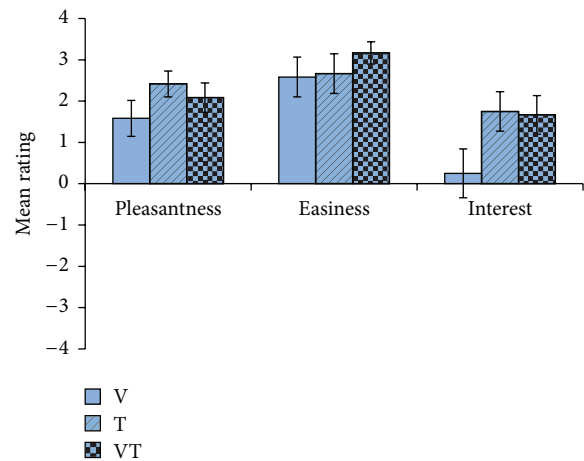 4
3
2
1
0
−1
−2
−3
−4
Mean rating
Pleasantness Easiness Interest
V
T
VT